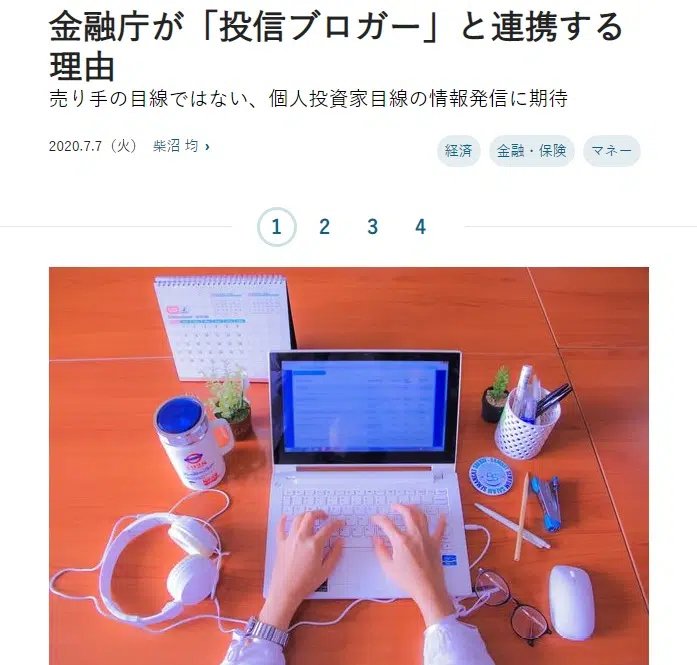 金融庁が「投信ブロガー」と連携する
理由
売り手の目線ではない、個人投資家目線の情報発信に期待
2020.7.7（火） 柴沼 均 ›
経済 金融・保険 マネー
1 2 3 4